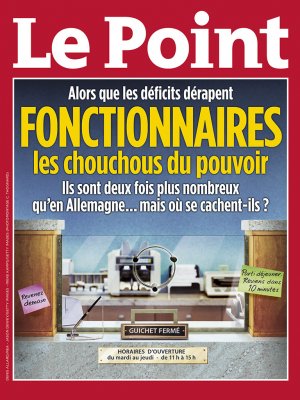 Le Point
Alors que les déficits dérapent
FONCTIONNAIRES
les chouchous du pouvoir
Ils sont deux fois plus nombreux
qu'en Allemagne... mais où se cachent-ils ?
Revenez
demain
Parti déjeuner.
Reviens dans
10 minutes
GUICHET FERMÉ
HORAIRES D'OUVERTURE
du mardi au jeudi - de 11 h à 15 h